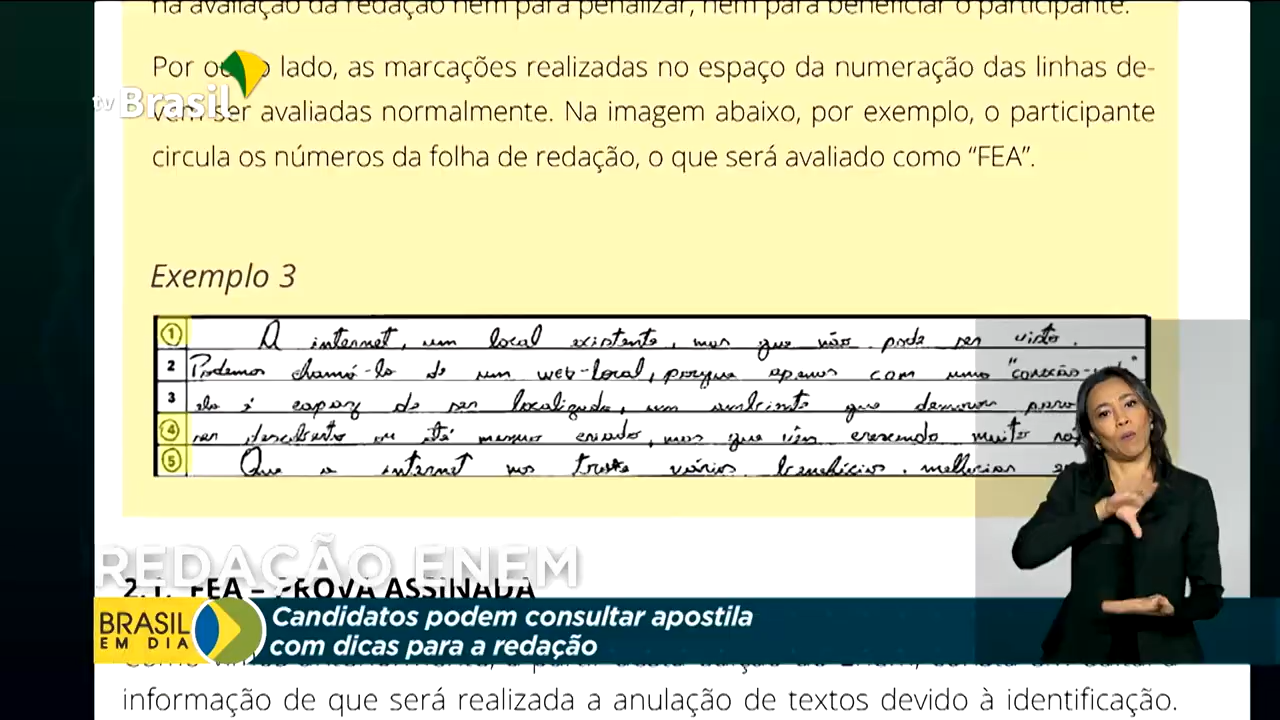 na avaliação da redação nem para penalizar, nem para beneficiar o participante.
Por lado, as marcações realizadas no espaço da numeração das linhas de-
tv Brasil
ser avaliadas normalmente. Na imagem abaixo, por exemplo, o participante
circula os números da folha de redação, o que será avaliado como “FEA”.
Exemplo 3
1 A internet, um local existente, mas que não pode ser visto.
2 Podemos chamá-lo de um web-local, porque apenas com uma
3 ela é capaz de ser localizada, um ambiente que demorou para
4 ser descoberto ou até mesmo criado, mas que vem crescendo muito
5 Que a internet nos trouxe vários benefícios, melhorias
REDAÇÃO ENEM
2.1. FEA – PROVA ASSINADA
BRASIL EM DIA
Candidatos podem consultar apostila
com dicas para a redação
informação de que será realizada a anulação de textos devido à identificação.